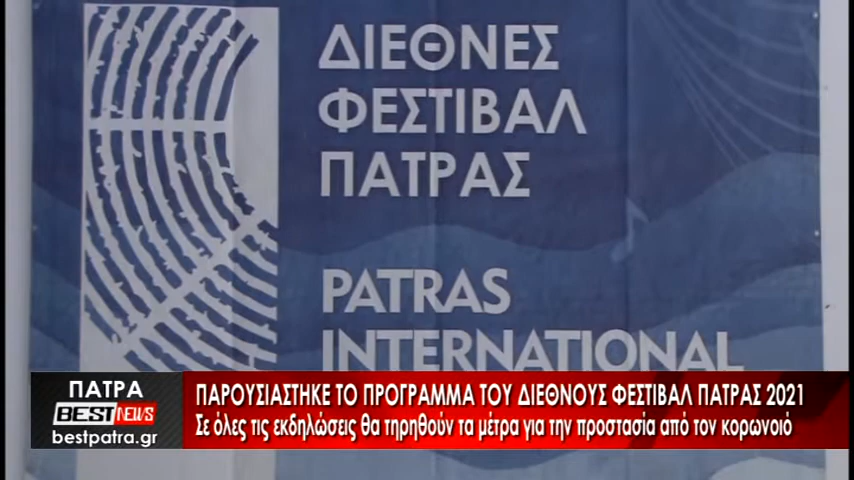 ΔΙΕΘΝΕΣ
ΦΕΣΤΙΒΑΛ
ΠΑΤΡΑΣ
PATRAS
INTERNATIONAL
ΠΑΤΡΑ
BEST NEWS
bestpatra.gr
ΠΑΡΟΥΣΙΑΣΤΗΚΕ ΤΟ ΠΡΟΓΡΑΜΜΑ ΤΟΥ ΔΙΕΘΝΟΥΣ ΦΕΣΤΙΒΑΛ ΠΑΤΡΑΣ 2021
Σε όλες τις εκδηλώσεις θα τηρηθούν τα μέτρα για την προστασία από τον κορωνοιό